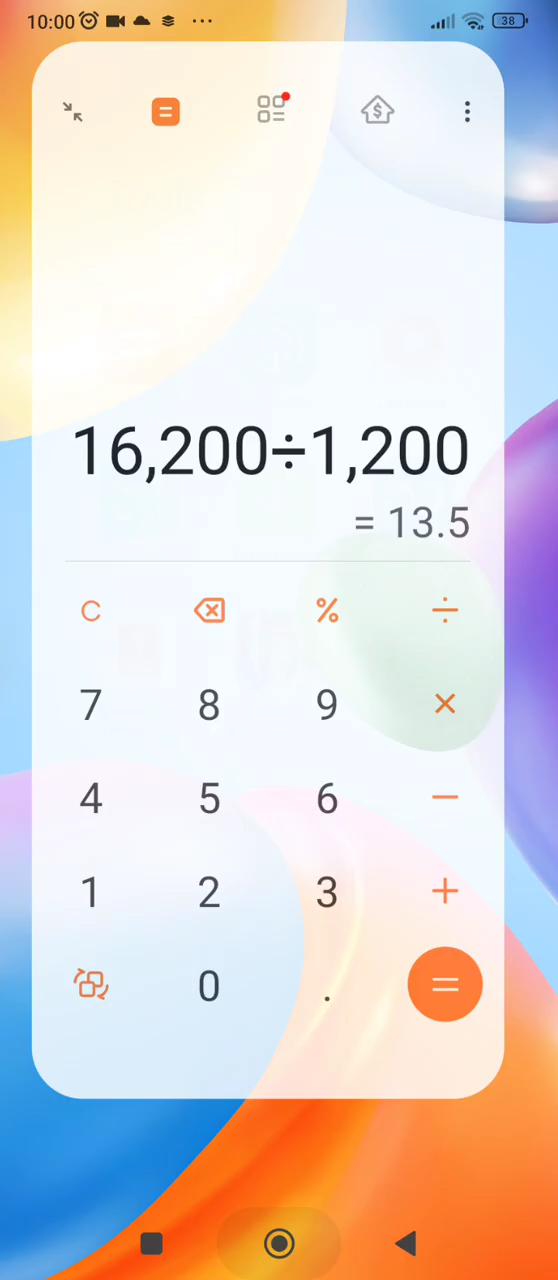 10:00 38
16,200÷1,200
= 13.5
C % ÷
7 8 9 ×
4 5 6 −
1 2 3 +
0 . =